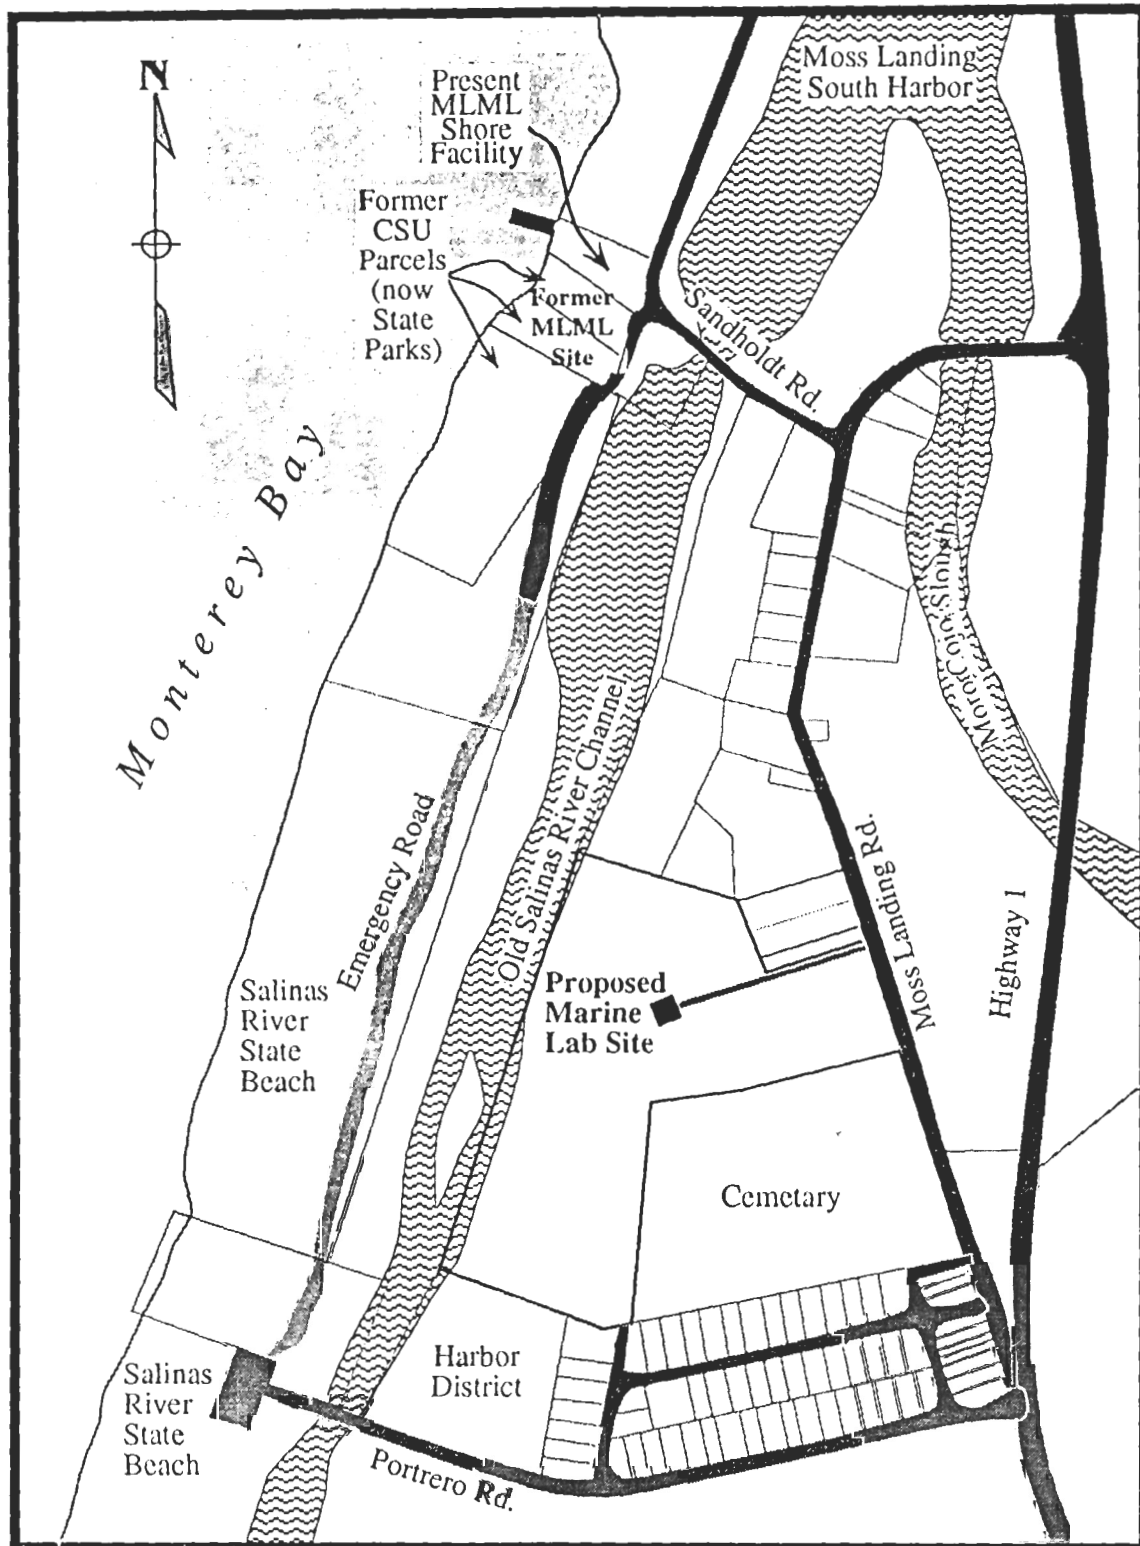 Moss Landing
South Harbor
N
Present
MLML
Shore
Facility
Former
CSU
Parcels
(now
State
Parks)
Former
MLML
Site
Sandholdt Rd.
Monterey Bay
Moro Cojo Slough
Old Salinas River Channel
Emergency Road
Moss Landing Rd.
Highway 1
Salinas
River
State
Beach
Proposed
Marine
Lab Site
Cemetary
Harbor
District
Salinas
River
State
Beach
Portrero Rd.